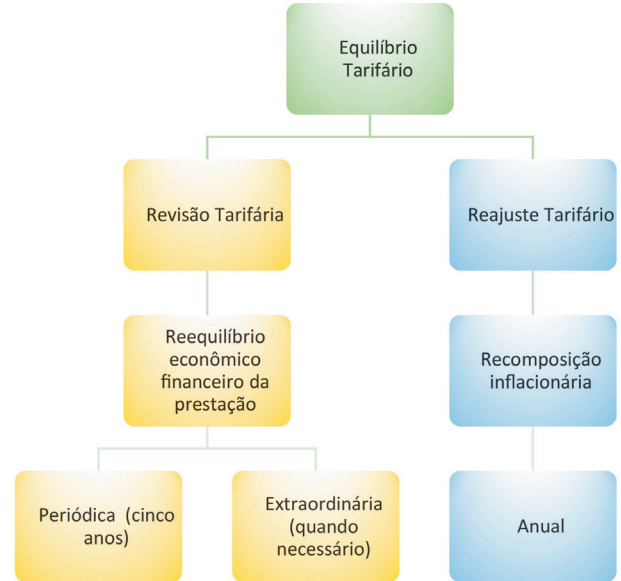 Equilíbrio
Tarifário
Revisão Tarifária
Reajuste Tarifário
Reequilíbrio
econômico
financeiro da
prestação
Recomposição
inflacionária
Periódica (cinco
anos)
Extraordinária
(quando
necessário)
Anual